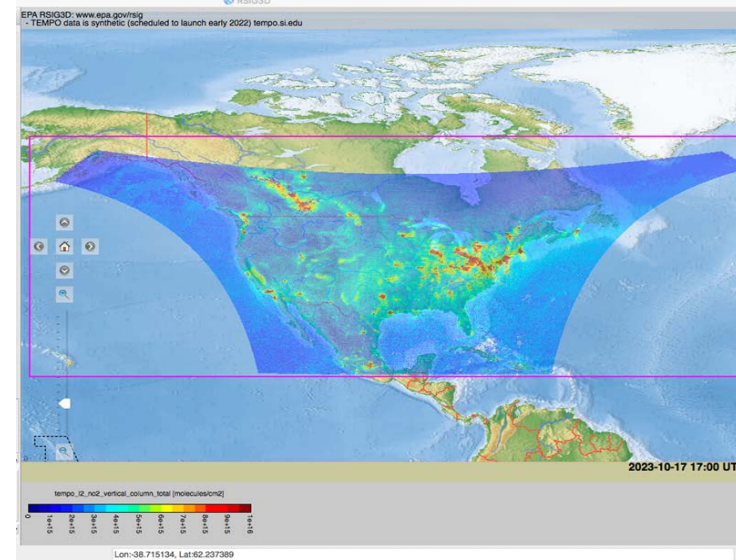 RSIG3D
EPA RSIG3D: www.epa.gov/rsig
- TEMPO data is synthetic (scheduled to launch early 2022) tempo.si.edu
2023-10-17 17:00 UT
tempo_l2_no2_vertical_column_total [molecules/cm2]
0 1e+15 2e+15 3e+15 4e+15 5e+15 6e+15 7e+15 8e+15 9e+15 1e+16
Lon:-38.715134, Lat:62.237389